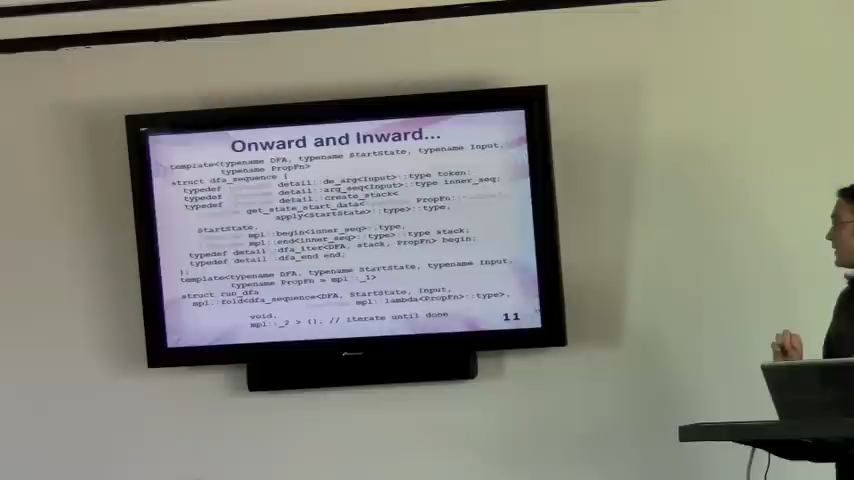 Onward and Inward...
template<typename DFA, typename StartState, typename Input,
typename PropFn>
struct dfa_sequence {
typedef detail::de_arg<Input>::type token;
typedef detail::arg_seq<Input>::type inner_seq;
typedef detail::create_stack<
get_state_start_data< PropFn::
apply<StartState>::type>::type,
StartState,
mpl::begin<inner_seq>::type,
mpl::end<inner_seq>::type>::type stack;
typedef detail::dfa_iter<DFA, stack, PropFn> begin;
typedef detail::dfa_end end;
};
template<typename DFA, typename StartState, typename Input,
typename PropFn = mpl::_1>
struct run_dfa
mpl::fold<dfa_sequence<DFA, StartState, Input,
mpl::lambda<PropFn>::type>,
void,
mpl::_2 > {}; // iterate until done
11